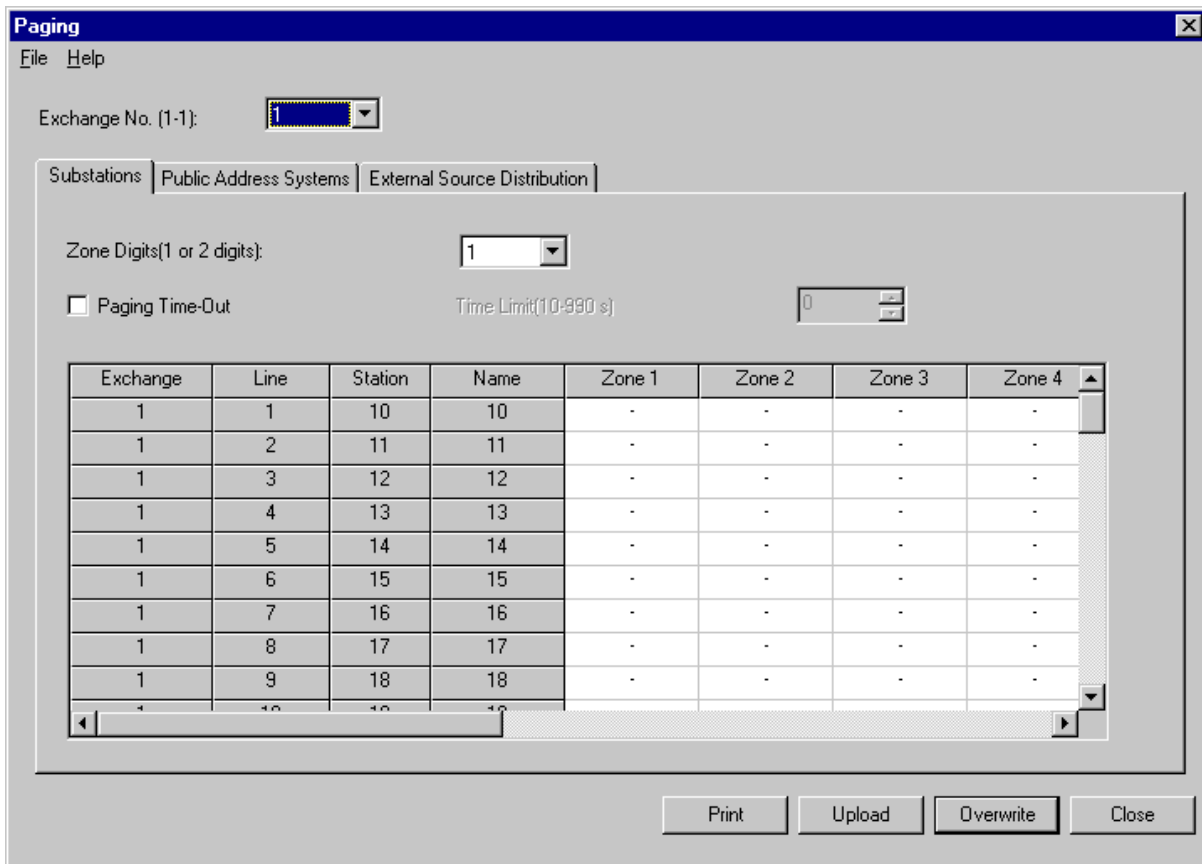 Paging
File Help
Exchange No. (1-1): 1
Substations Public Address Systems External Source Distribution
Zone Digits(1 or 2 digits): 1
Paging Time-Out Time Limit(10-990 s) 0
Exchange Line Station Name Zone 1 Zone 2 Zone 3 Zone 4
1 1 10 10 - - - -
1 2 11 11 - - - -
1 3 12 12 - - - -
1 4 13 13 - - - -
1 5 14 14 - - - -
1 6 15 15 - - - -
1 7 16 16 - - - -
1 8 17 17 - - - -
1 9 18 18 - - - -
Print Upload Overwrite Close